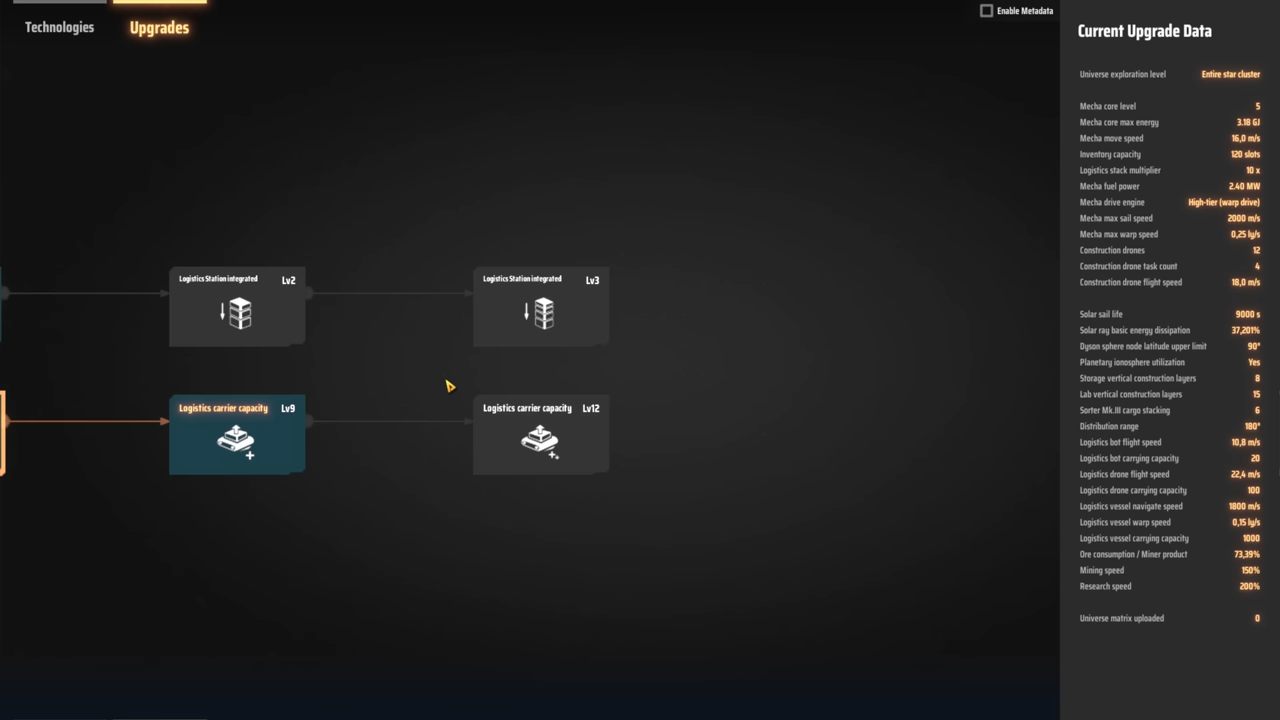 Technologies
Upgrades
Enable Metadata
Logistics Station integrated Lv2
Logistics Station integrated Lv3
Logistics carrier capacity Lv9
Logistics carrier capacity Lv12
Current Upgrade Data
Universe exploration level Entire star cluster
Mecha core level 5
Mecha core max energy 3.18 GJ
Mecha move speed 16,0 m/s
Inventory capacity 120 slots
Logistics stack multiplier 10 x
Mecha fuel power 2.40 MW
Mecha drive engine High-tier (warp drive)
Mecha max sail speed 2000 m/s
Mecha max warp speed 0,25 ly/s
Construction drones 12
Construction drone task count 4
Construction drone flight speed 18,0 m/s
Solar sail life 9000 s
Solar ray basic energy dissipation 37,201%
Dyson sphere node latitude upper limit 90°
Planetary ionosphere utilization Yes
Storage vertical construction layers 8
Lab vertical construction layers 15
Sorter Mk.III cargo stacking 6
Distribution range 180°
Logistics bot flight speed 10,8 m/s
Logistics bot carrying capacity 20
Logistics drone flight speed 22,4 m/s
Logistics drone carrying capacity 100
Logistics vessel navigate speed 1800 m/s
Logistics vessel warp speed 0,15 ly/s
Logistics vessel carrying capacity 1000
Ore consumption / Miner product 73,39%
Mining speed 150%
Research speed 200%
Universe matrix uploaded 0